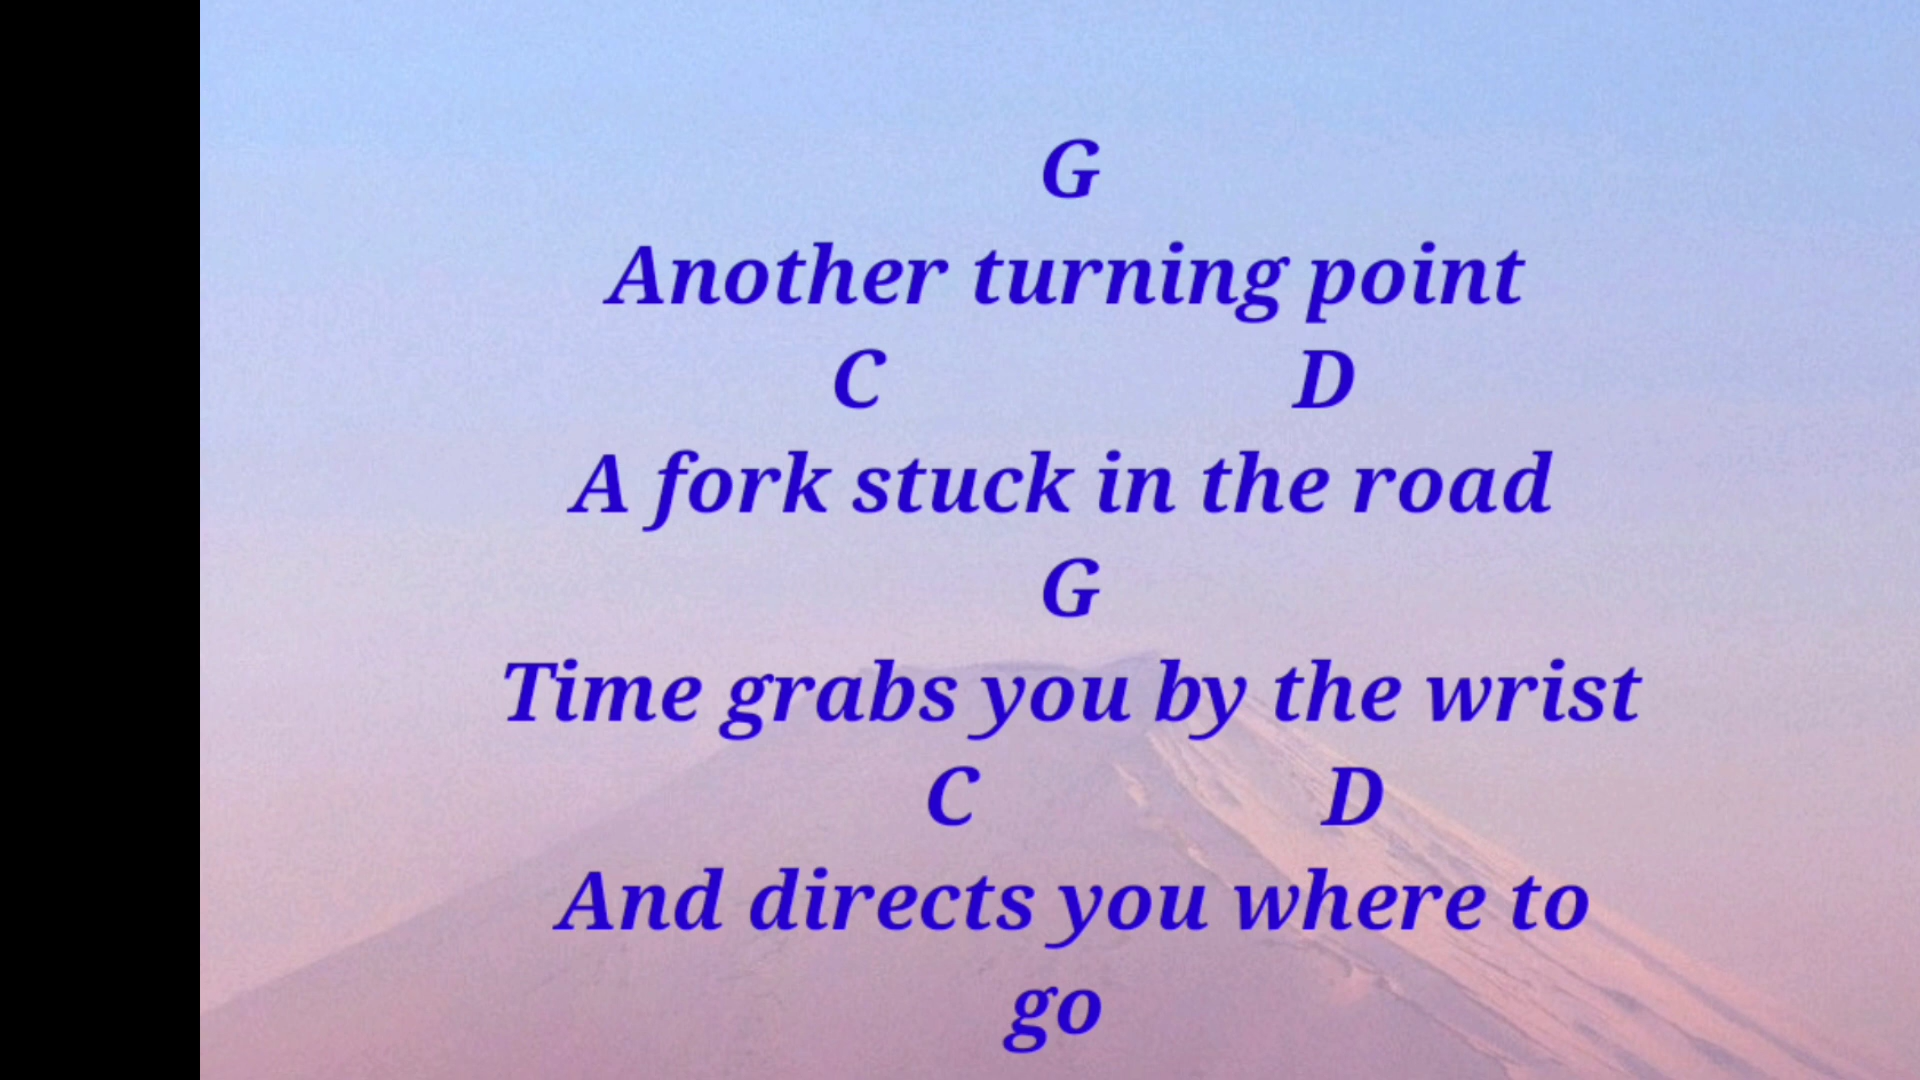 G
Another turning point
C D
A fork stuck in the road
G
Time grabs you by the wrist
C D
And directs you where to
go